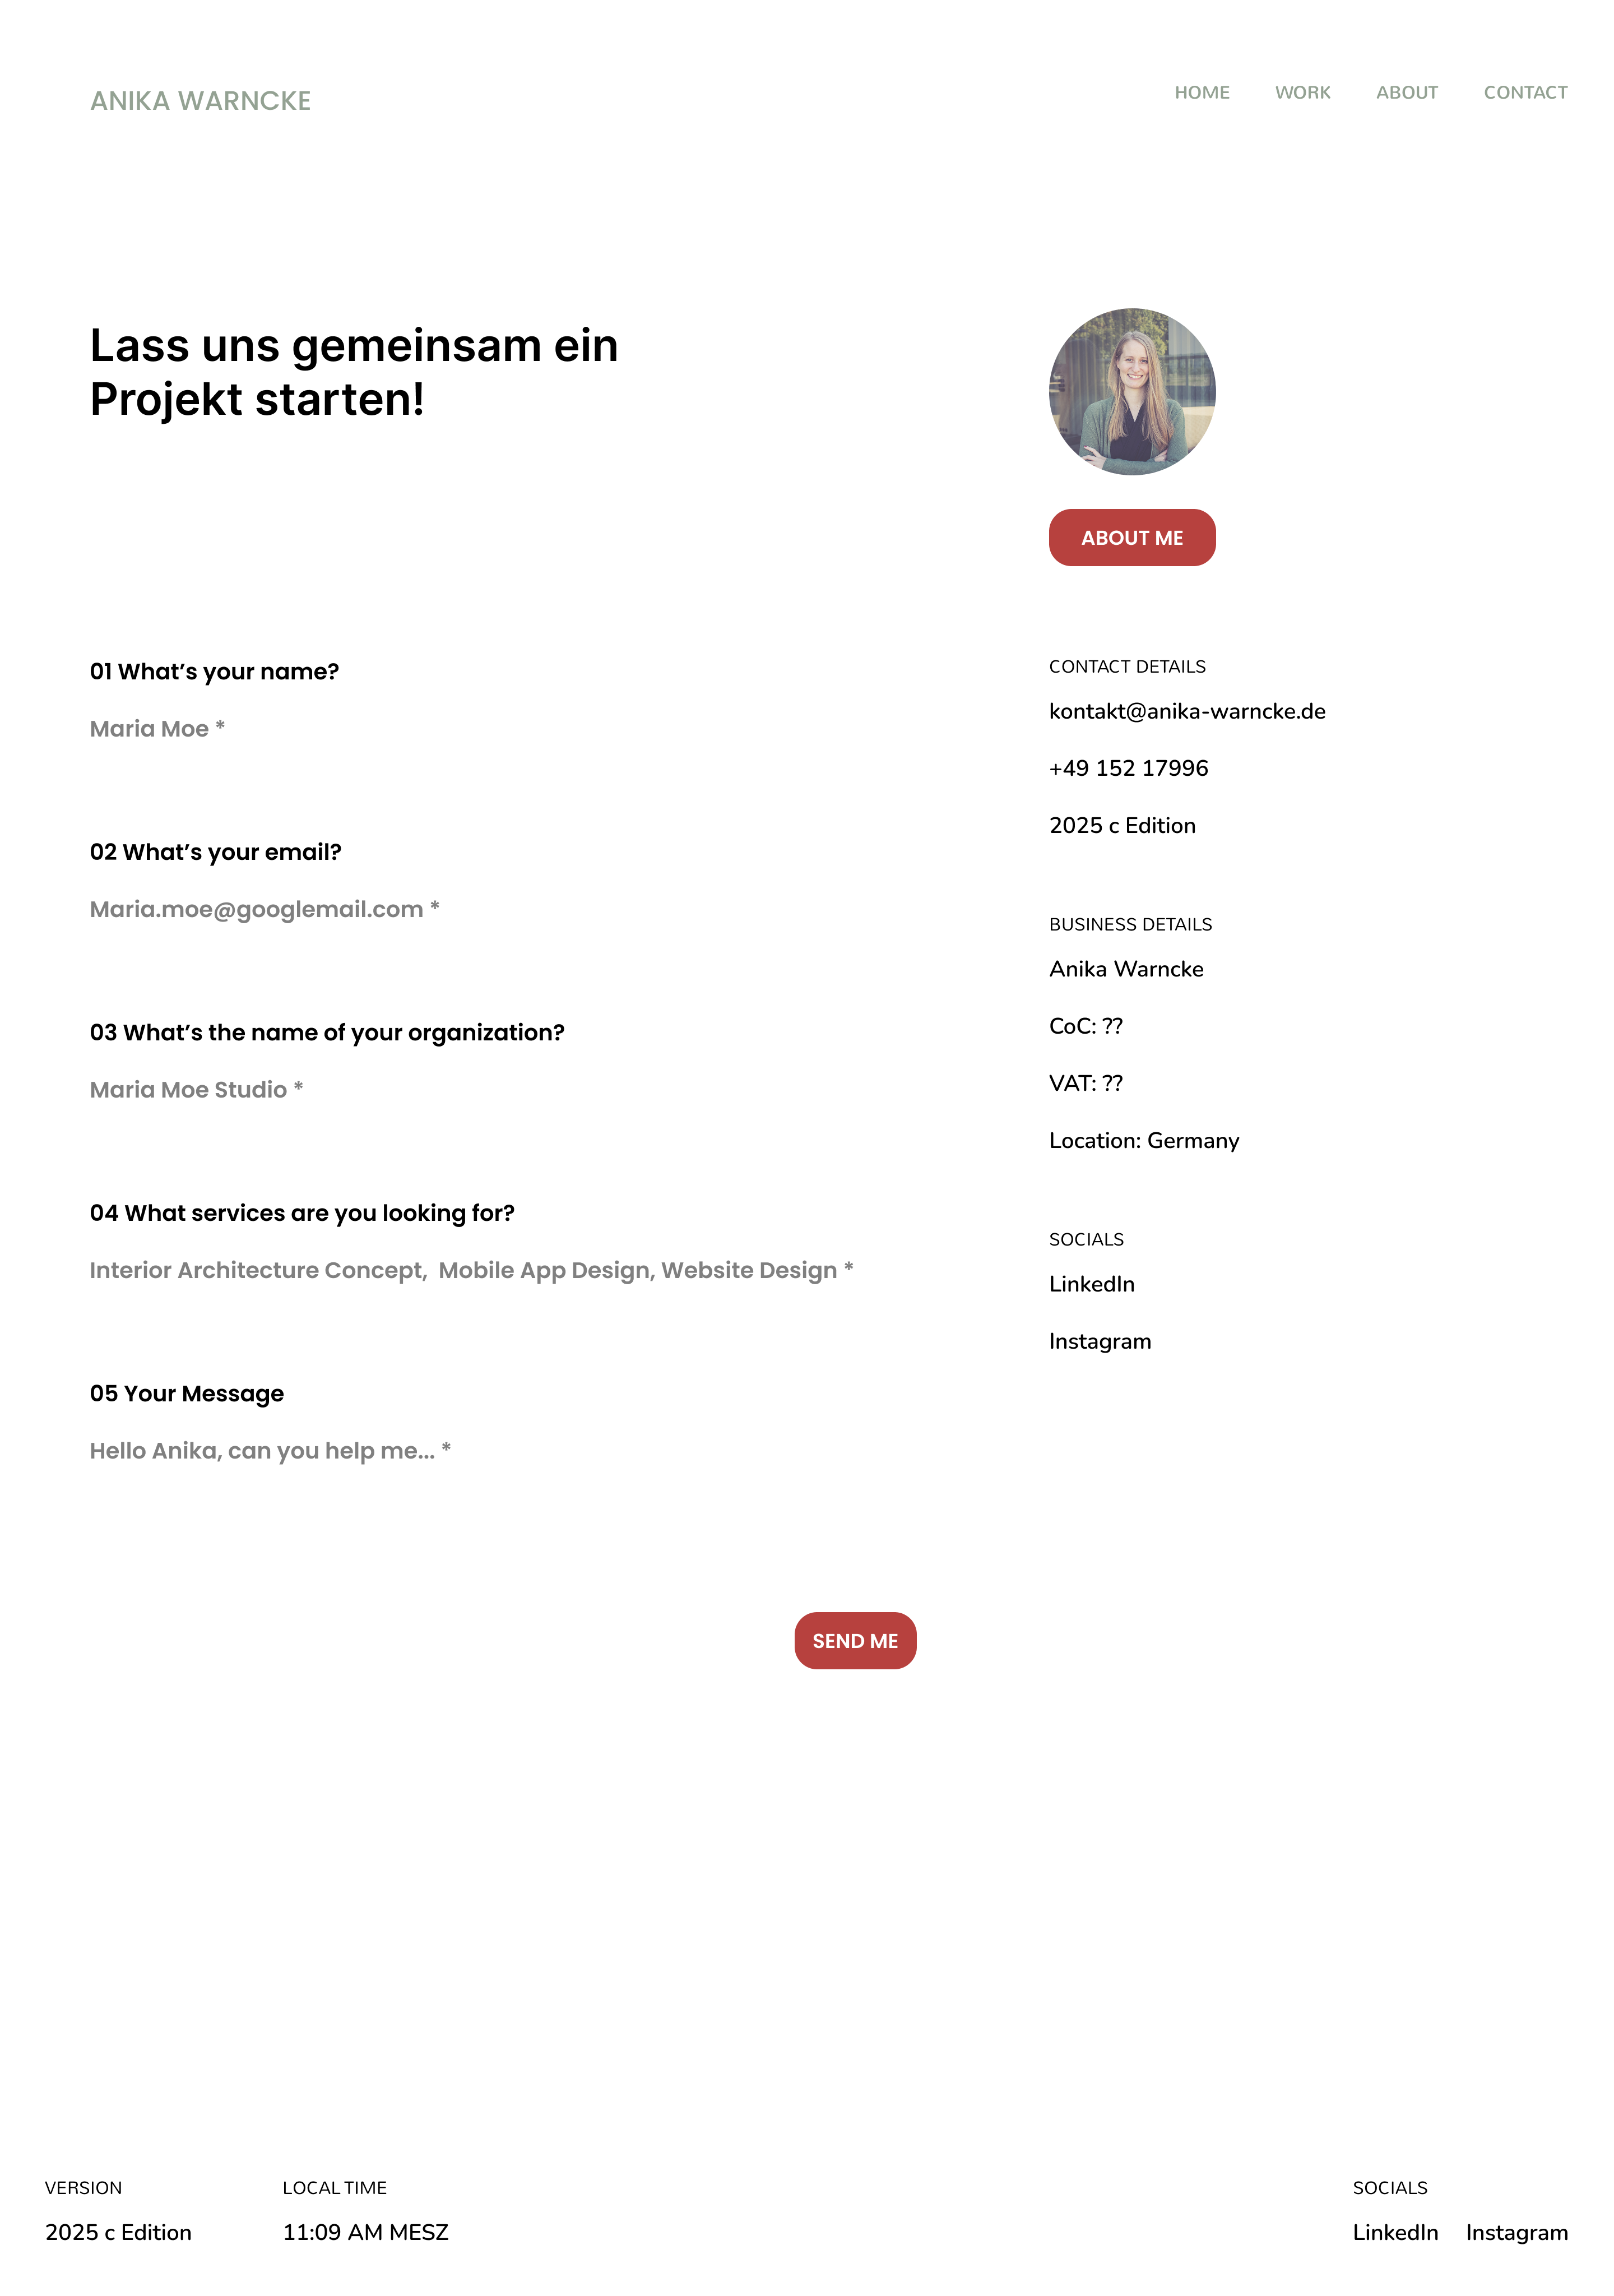 ANIKA WARNCKE
HOME WORK ABOUT CONTACT
Lass uns gemeinsam ein
Projekt starten!
ABOUT ME
01 What’s your name?
Maria Moe *
02 What’s your email?
Maria.moe@googlemail.com *
03 What’s the name of your organization?
Maria Moe Studio *
04 What services are you looking for?
Interior Architecture Concept,  Mobile App Design, Website Design *
05 Your Message
Hello Anika, can you help me... *
SEND ME
CONTACT DETAILS
kontakt@anika-warncke.de
+49 152 17996
2025 c Edition
BUSINESS DETAILS
Anika Warncke
CoC: ??
VAT: ??
Location: Germany
SOCIALS
LinkedIn
Instagram
VERSION
2025 c Edition
LOCAL TIME
11:09 AM MESZ
SOCIALS
LinkedIn Instagram